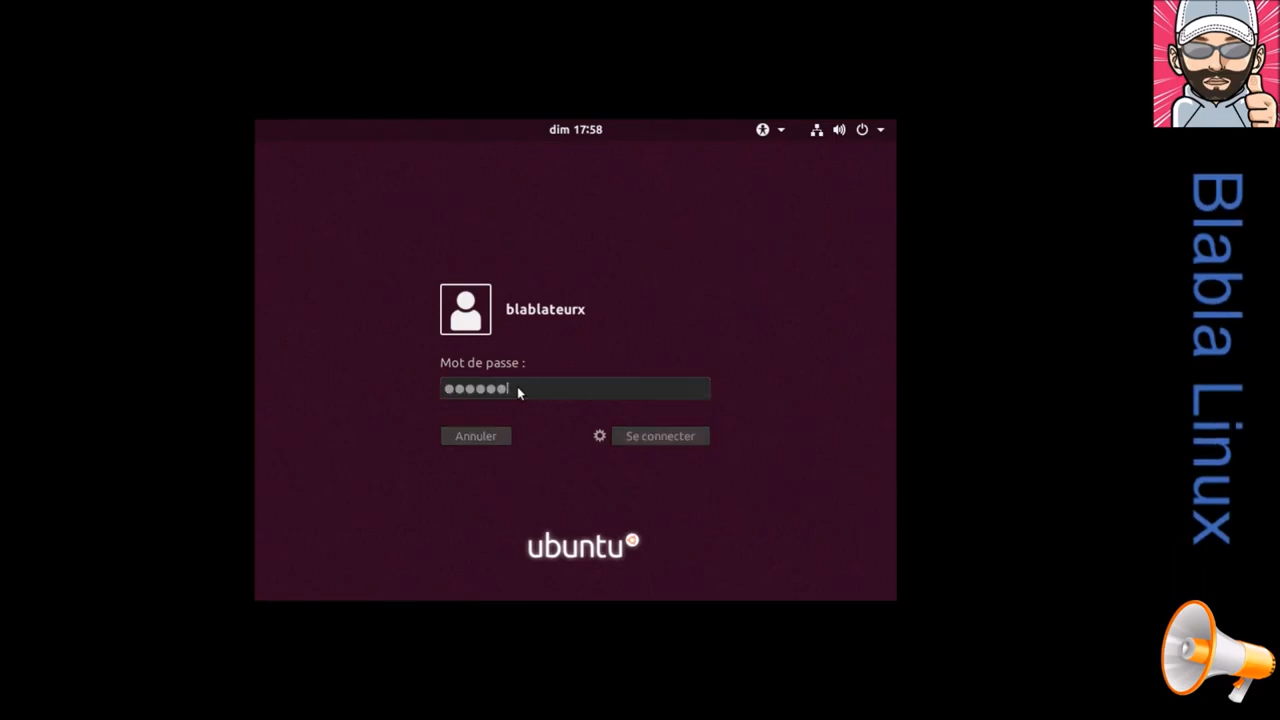 dim 17:58
blablateurx
Mot de passe :
Annuler
Se connecter
ubuntu
Blabla Linux